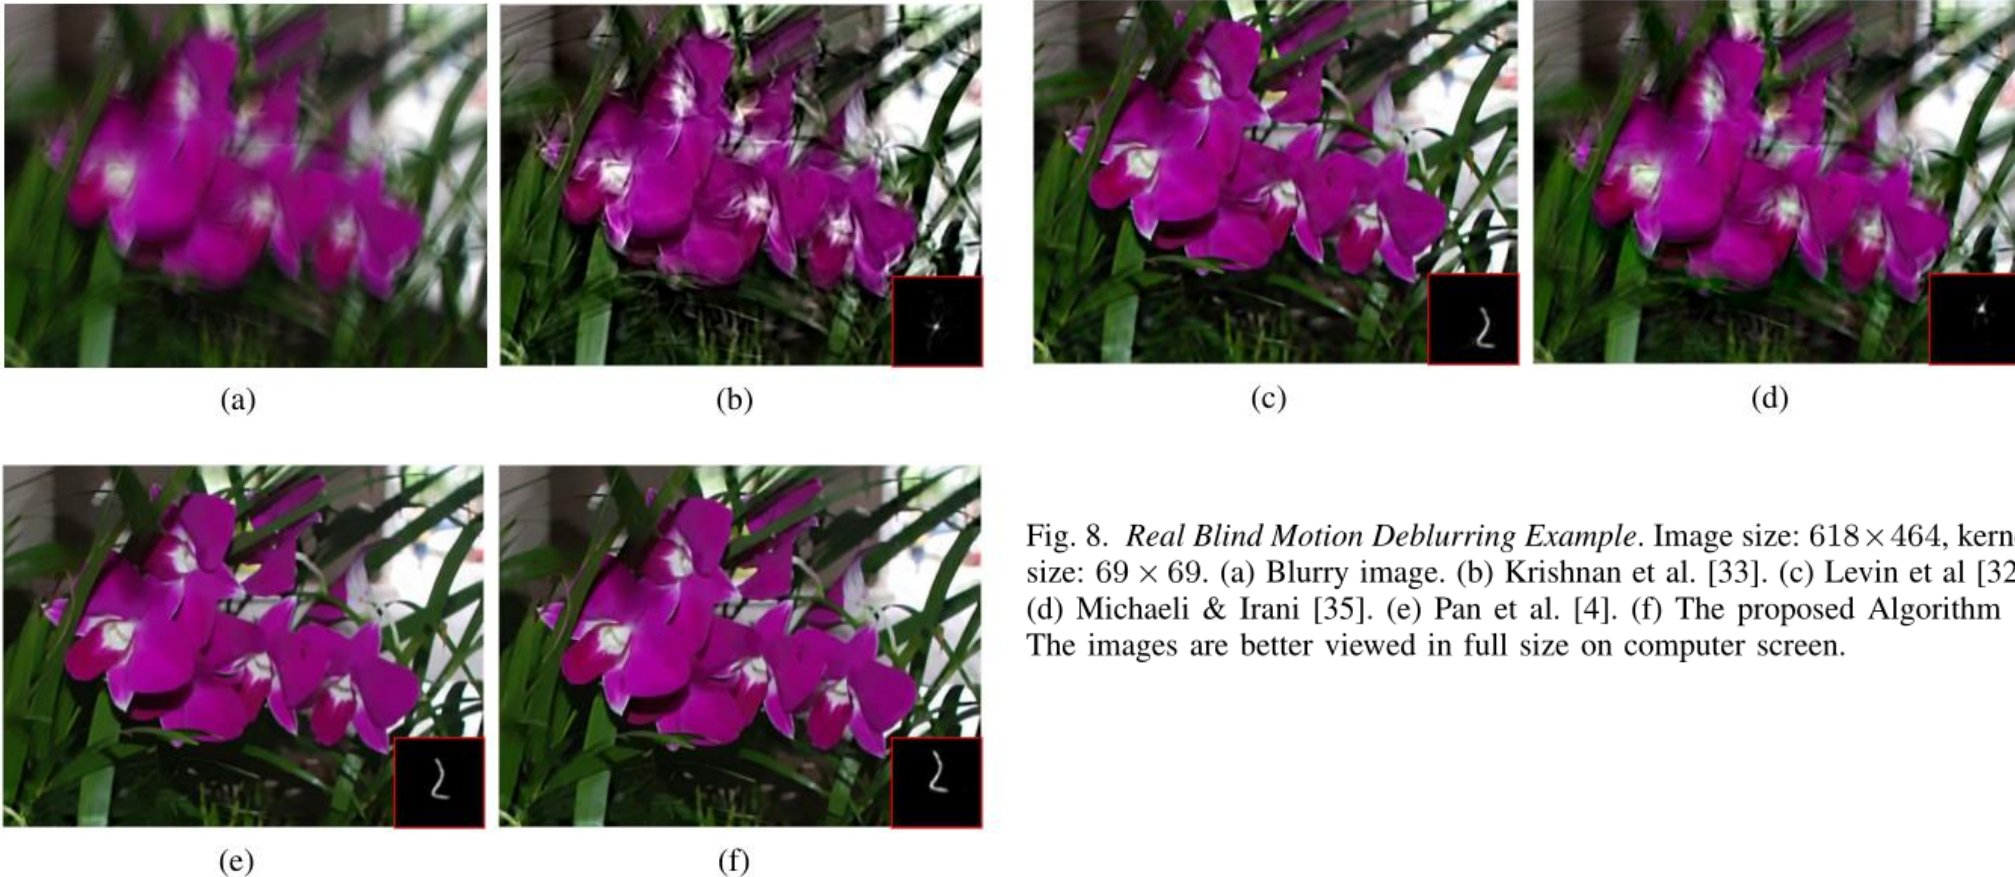 (a)
(b)
(c)
(d)
(e)
(f)
Fig. 8. Real Blind Motion Deblurring Example. Image size: 618 × 464,
size: 69 × 69. (a) Blurry image. (b) Krishnan et al. [33]. (c) Levin et al [32
(d) Michaeli & Irani [35]. (e) Pan et al. [4]. (f) The proposed Algorithm
The images are better viewed in full size on computer screen.